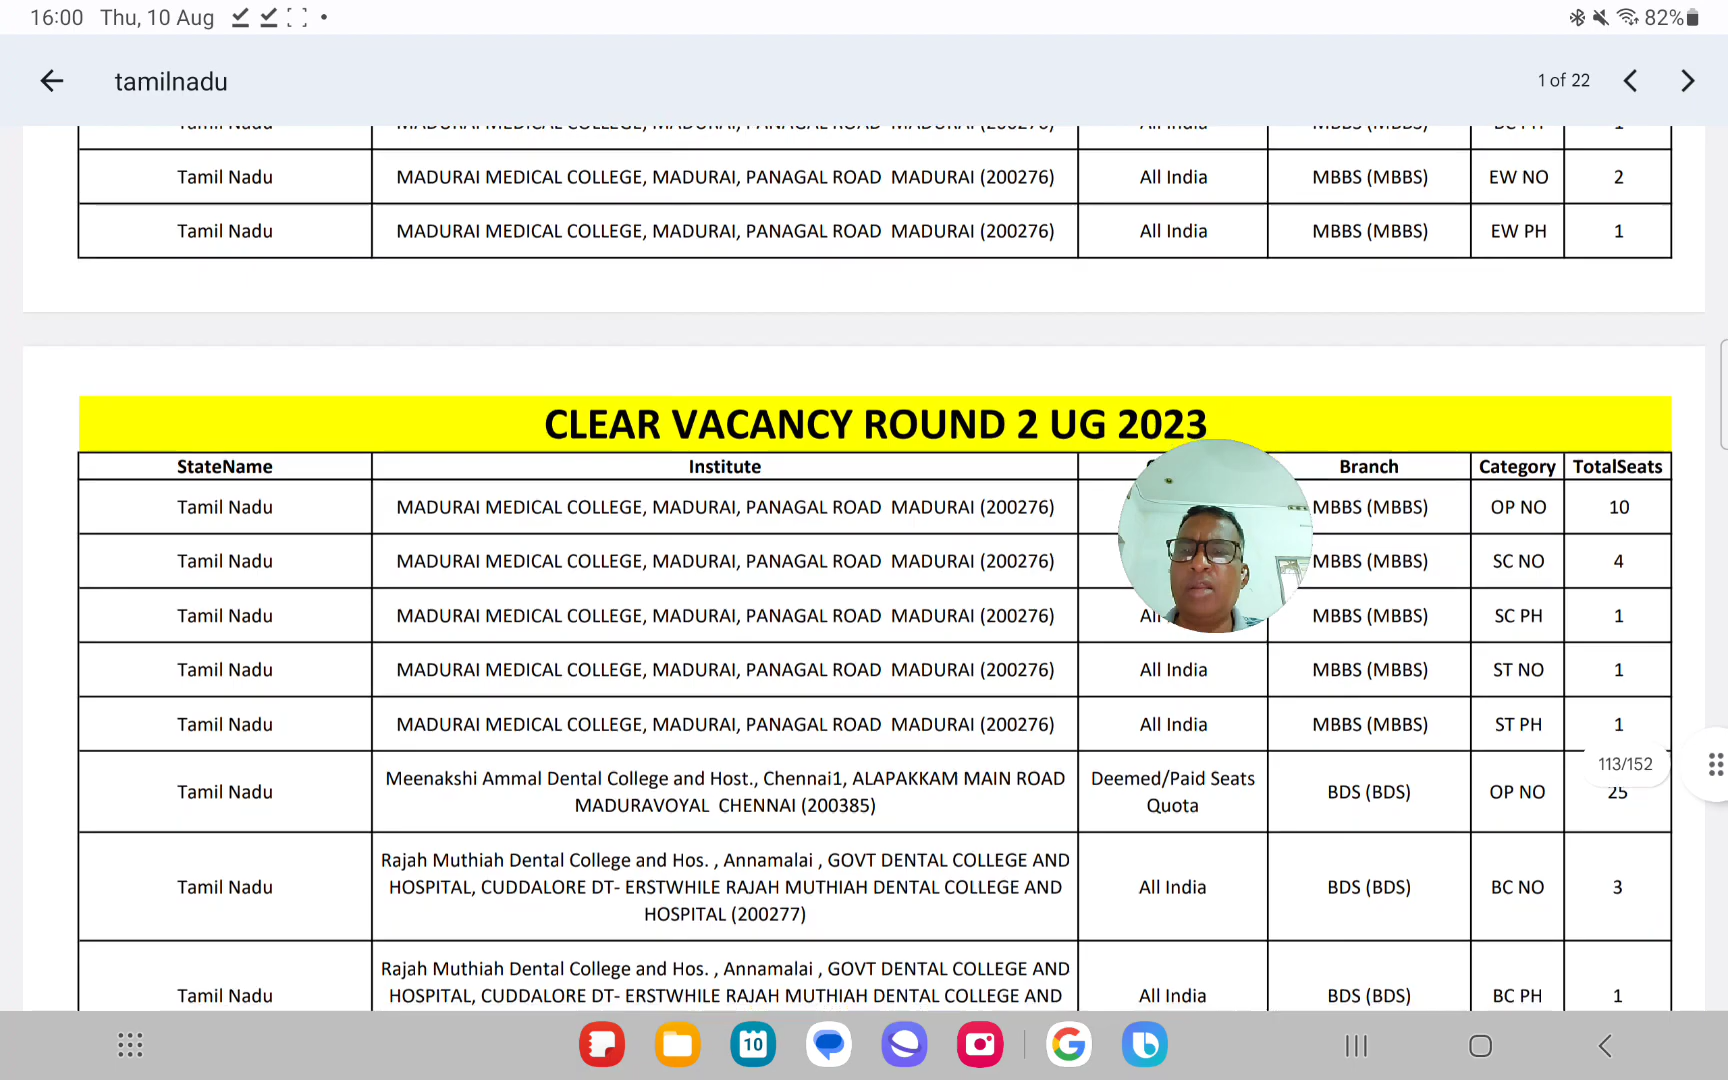 16:00 Thu, 10 Aug
82%
tamilnadu
1 of 22
Tamil Nadu MADURAI MEDICAL COLLEGE, MADURAI, PANAGAL ROAD MADURAI (200276) All India MBBS (MBBS) EW NO 2
Tamil Nadu MADURAI MEDICAL COLLEGE, MADURAI, PANAGAL ROAD MADURAI (200276) All India MBBS (MBBS) EW PH 1
CLEAR VACANCY ROUND 2 UG 2023
StateName Institute Branch Category TotalSeats
Tamil Nadu MADURAI MEDICAL COLLEGE, MADURAI, PANAGAL ROAD MADURAI (200276) MBBS (MBBS) OP NO 10
Tamil Nadu MADURAI MEDICAL COLLEGE, MADURAI, PANAGAL ROAD MADURAI (200276) MBBS (MBBS) SC NO 4
Tamil Nadu MADURAI MEDICAL COLLEGE, MADURAI, PANAGAL ROAD MADURAI (200276) MBBS (MBBS) SC PH 1
Tamil Nadu MADURAI MEDICAL COLLEGE, MADURAI, PANAGAL ROAD MADURAI (200276) All India MBBS (MBBS) ST NO 1
Tamil Nadu MADURAI MEDICAL COLLEGE, MADURAI, PANAGAL ROAD MADURAI (200276) All India MBBS (MBBS) ST PH 1
113/152
Meenakshi Ammal Dental College and Host., Chennai1, ALAPAKKAM MAIN ROAD Deemed/Paid Seats
Tamil Nadu BDS (BDS) OP NO 25
MADURAVOYAL CHENNAI (200385) Quota
Rajah Muthiah Dental College and Hos. , Annamalai , GOVT DENTAL COLLEGE AND
Tamil Nadu HOSPITAL, CUDDALORE DT- ERSTWHILE RAJAH MUTHIAH DENTAL COLLEGE AND All India BDS (BDS) BC NO 3
HOSPITAL (200277)
Rajah Muthiah Dental College and Hos. , Annamalai , GOVT DENTAL COLLEGE AND
Tamil Nadu HOSPITAL, CUDDALORE DT- ERSTWHILE RAJAH MUTHIAH DENTAL COLLEGE AND All India BDS (BDS) BC PH 1
10